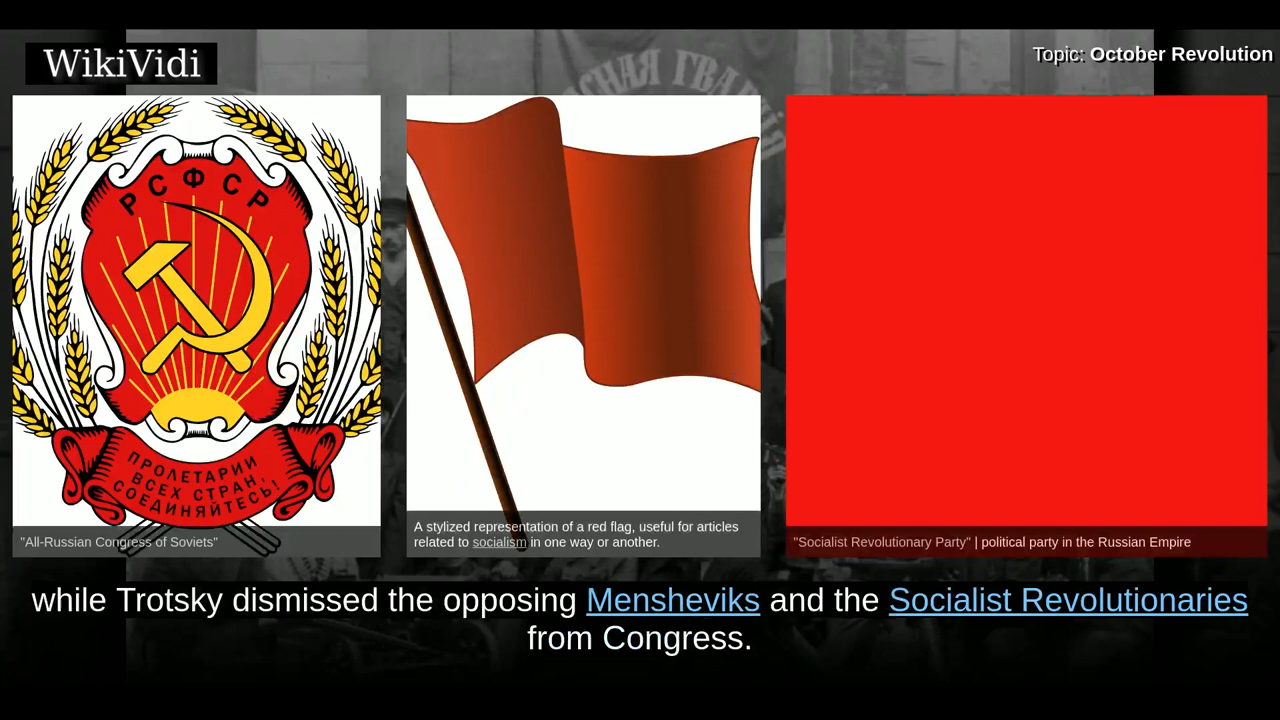 WikiVidi
Topic: October Revolution
СНАЯ ГВАРД
РСФСР
ПРОЛЕТАРИИ
ВСЕХ СТРАН,
СОЕДИНЯЙТЕСЬ!
"All-Russian Congress of Soviets"
A stylized representation of a red flag, useful for articles
related to socialism in one way or another.
"Socialist Revolutionary Party" | political party in the Russian Empire
while Trotsky dismissed the opposing Mensheviks and the Socialist Revolutionaries
from Congress.